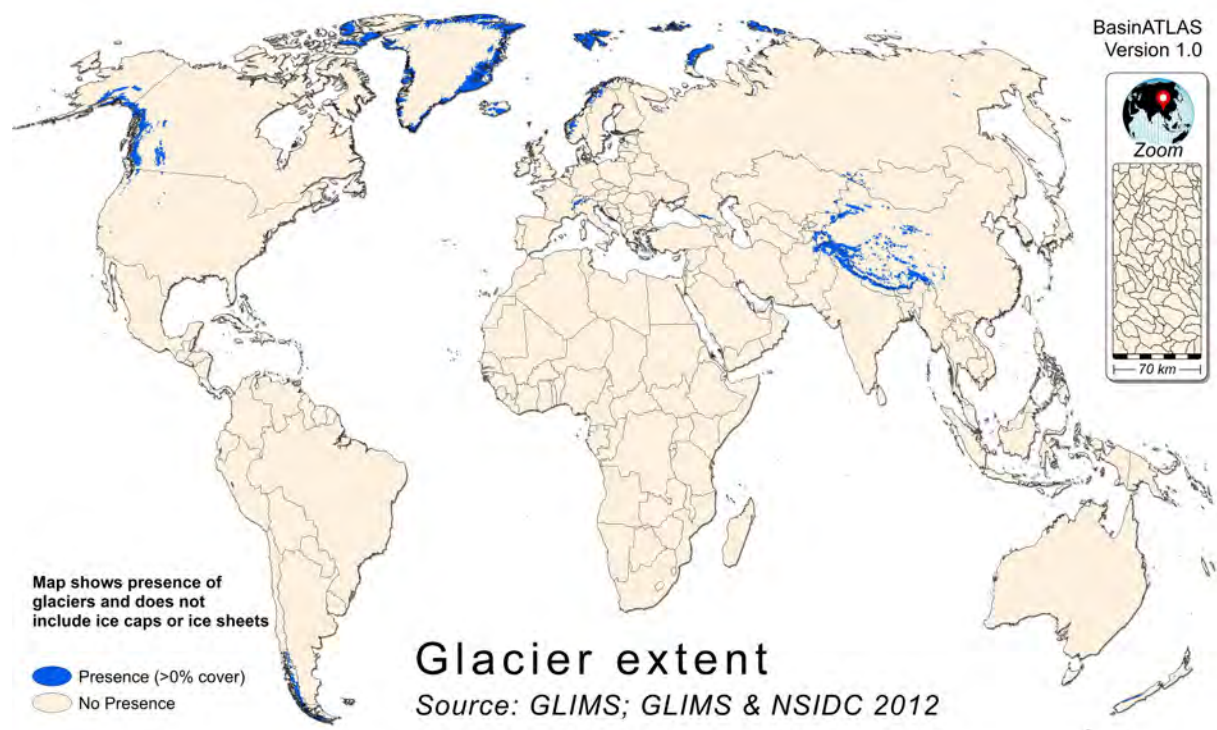 BasinATLAS
Version 1.0
Zoom
70 km
Map shows presence of
glaciers and does not
include ice caps or ice sheets
Presence (>0% cover)
No Presence
Glacier extent
Source: GLIMS; GLIMS & NSIDC 2012